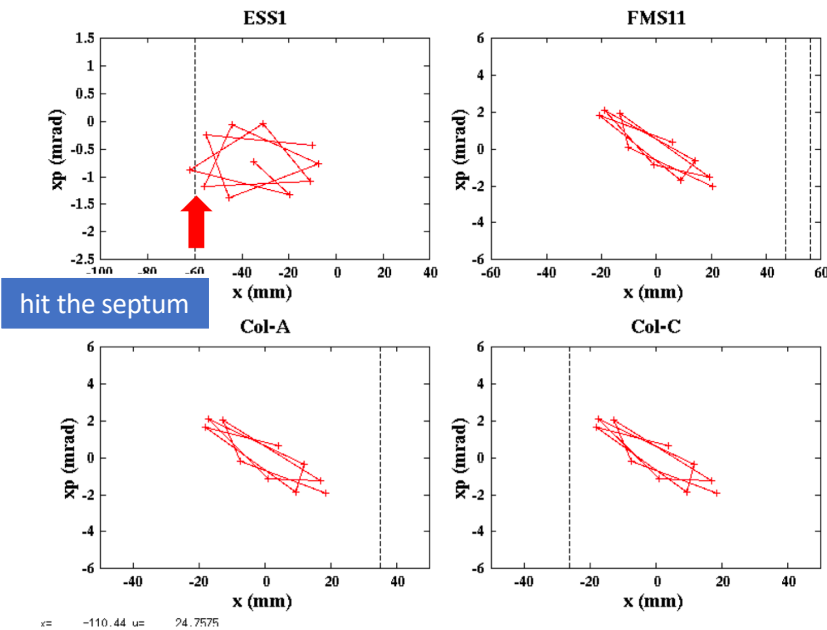 ESS1
FMS11
1.5
1
0.5
0
-0.5
-1
-1.5
-2
-2.5
xp (mrad)
-100 -80 -60 -40 -20 0 20 40
x (mm)
6
4
2
0
-2
-4
-6
xp (mrad)
-60 -40 -20 0 20 40 60
x (mm)
hit the septum
Col-A
Col-C
6
4
2
0
-2
-4
-6
xp (mrad)
-40 -20 0 20 40
x (mm)
6
4
2
0
-2
-4
-6
xp (mrad)
-40 -20 0 20 40
x (mm)
x= -110.44 y= 24.7575